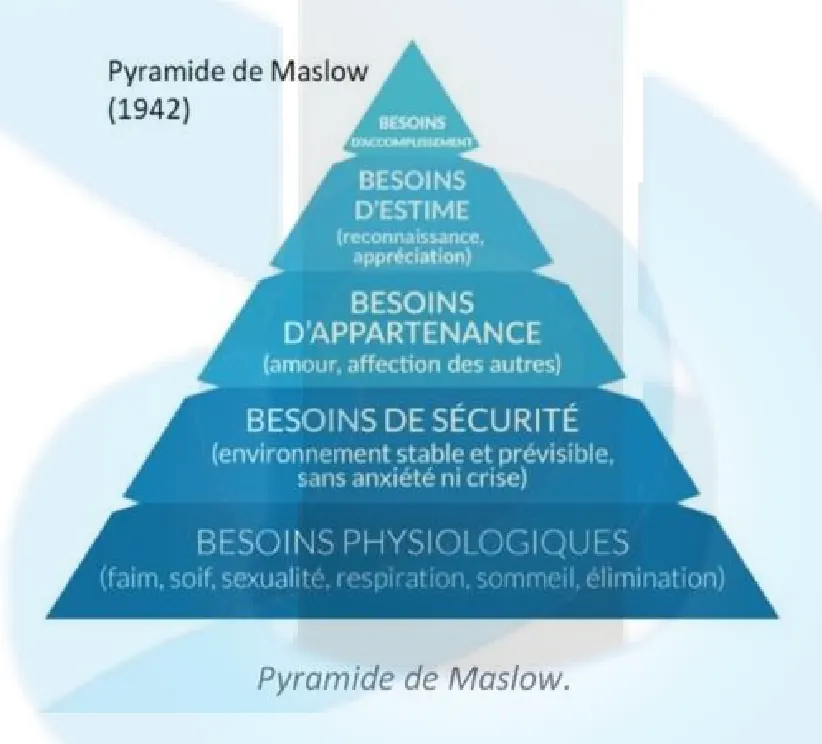 Pyramide de Maslow
(1942)
BESOINS
D'ACCOMPLISSEMENT
BESOINS
D'ESTIME
(reconnaissance,
appréciation)
BESOINS
D'APPARTENANCE
(amour, affection des autres)
BESOINS DE SÉCURITÉ
(environnement stable et prévisible,
sans anxiété ni crise)
BESOINS PHYSIOLOGIQUES
(faim, soif, sexualité, respiration, sommeil, élimination)
Pyramide de Maslow.